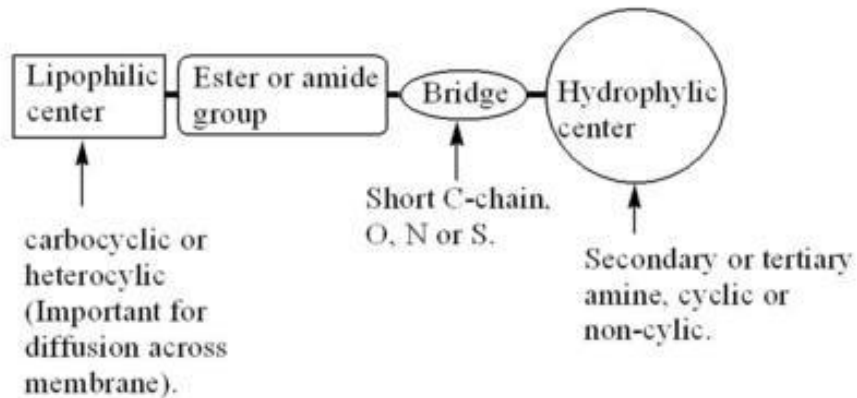 Lipophilic
center
Ester or amide
group
Bridge
Hydrophylic
center
Short C-chain,
O, N or S.
carbocyclic or
heterocylic
(Important for
diffusion across
membrane).
Secondary or tertiary
amine, cyclic or
non-cylic.